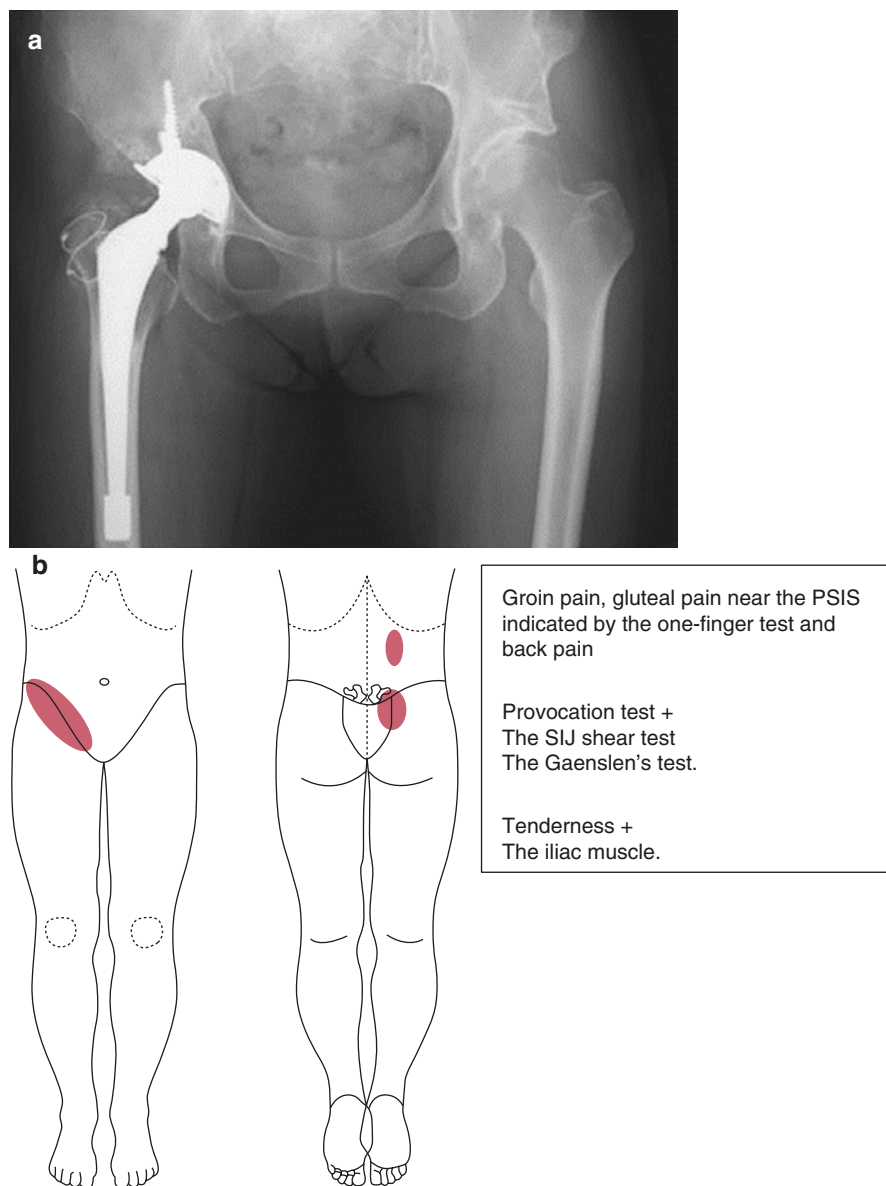 a
b
Groin pain, gluteal pain near the PSIS
indicated by the one-finger test and
back pain
Provocation test +
The SIJ shear test
The Gaenslen's test.
Tenderness +
The iliac muscle.